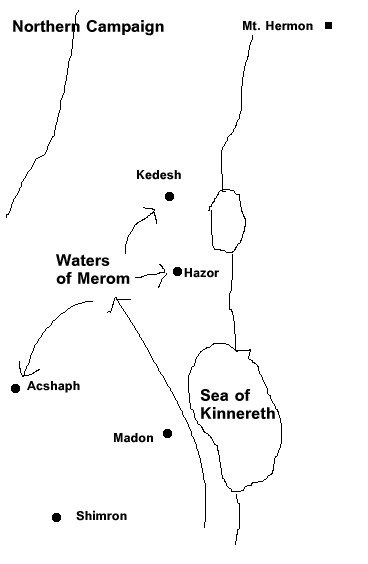 Northern Campaign
Mt. Hermon
Kedesh
Waters
of Merom
Hazor
Acshaph
Sea of
Kinnereth
Madon
Shimron